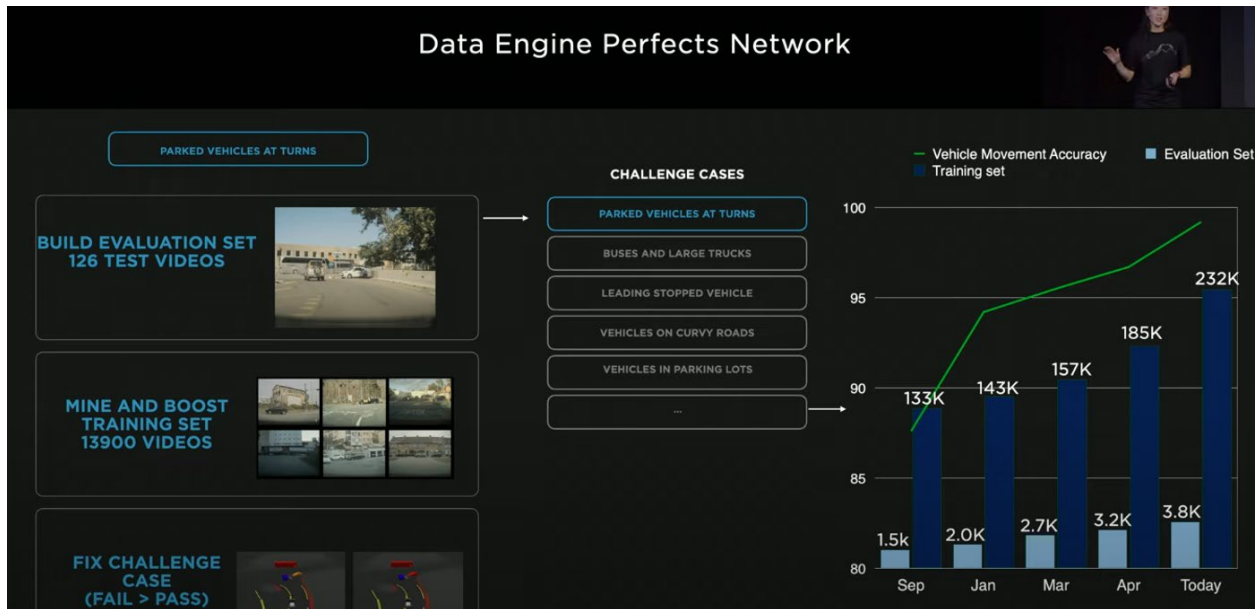 Data Engine Perfects Network
PARKED VEHICLES AT TURNS
BUILD EVALUATION SET
126 TEST VIDEOS
MINE AND BOOST
TRAINING SET
13900 VIDEOS
FIX CHALLENGE
CASE
(FAIL > PASS)
CHALLENGE CASES
PARKED VEHICLES AT TURNS
BUSES AND LARGE TRUCKS
LEADING STOPPED VEHICLE
VEHICLES ON CURVY ROADS
VEHICLES IN PARKING LOTS
...
Vehicle Movement Accuracy
Evaluation Set
Training set
100
95
90
85
80
133K
143K
157K
185K
232K
1.5k
2.0K
2.7K
3.2K
3.8K
Sep
Jan
Mar
Apr
Today